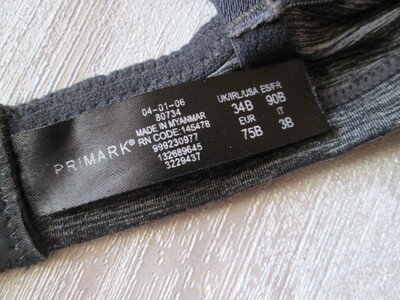 PRIMARK®
04-01-06
80734
MADE IN MYANMAR
RN CODE:145478
999230977
132689645
3229437
UK/IRL/USA ES/FR
34B 90B
EUR IT
75B 3B